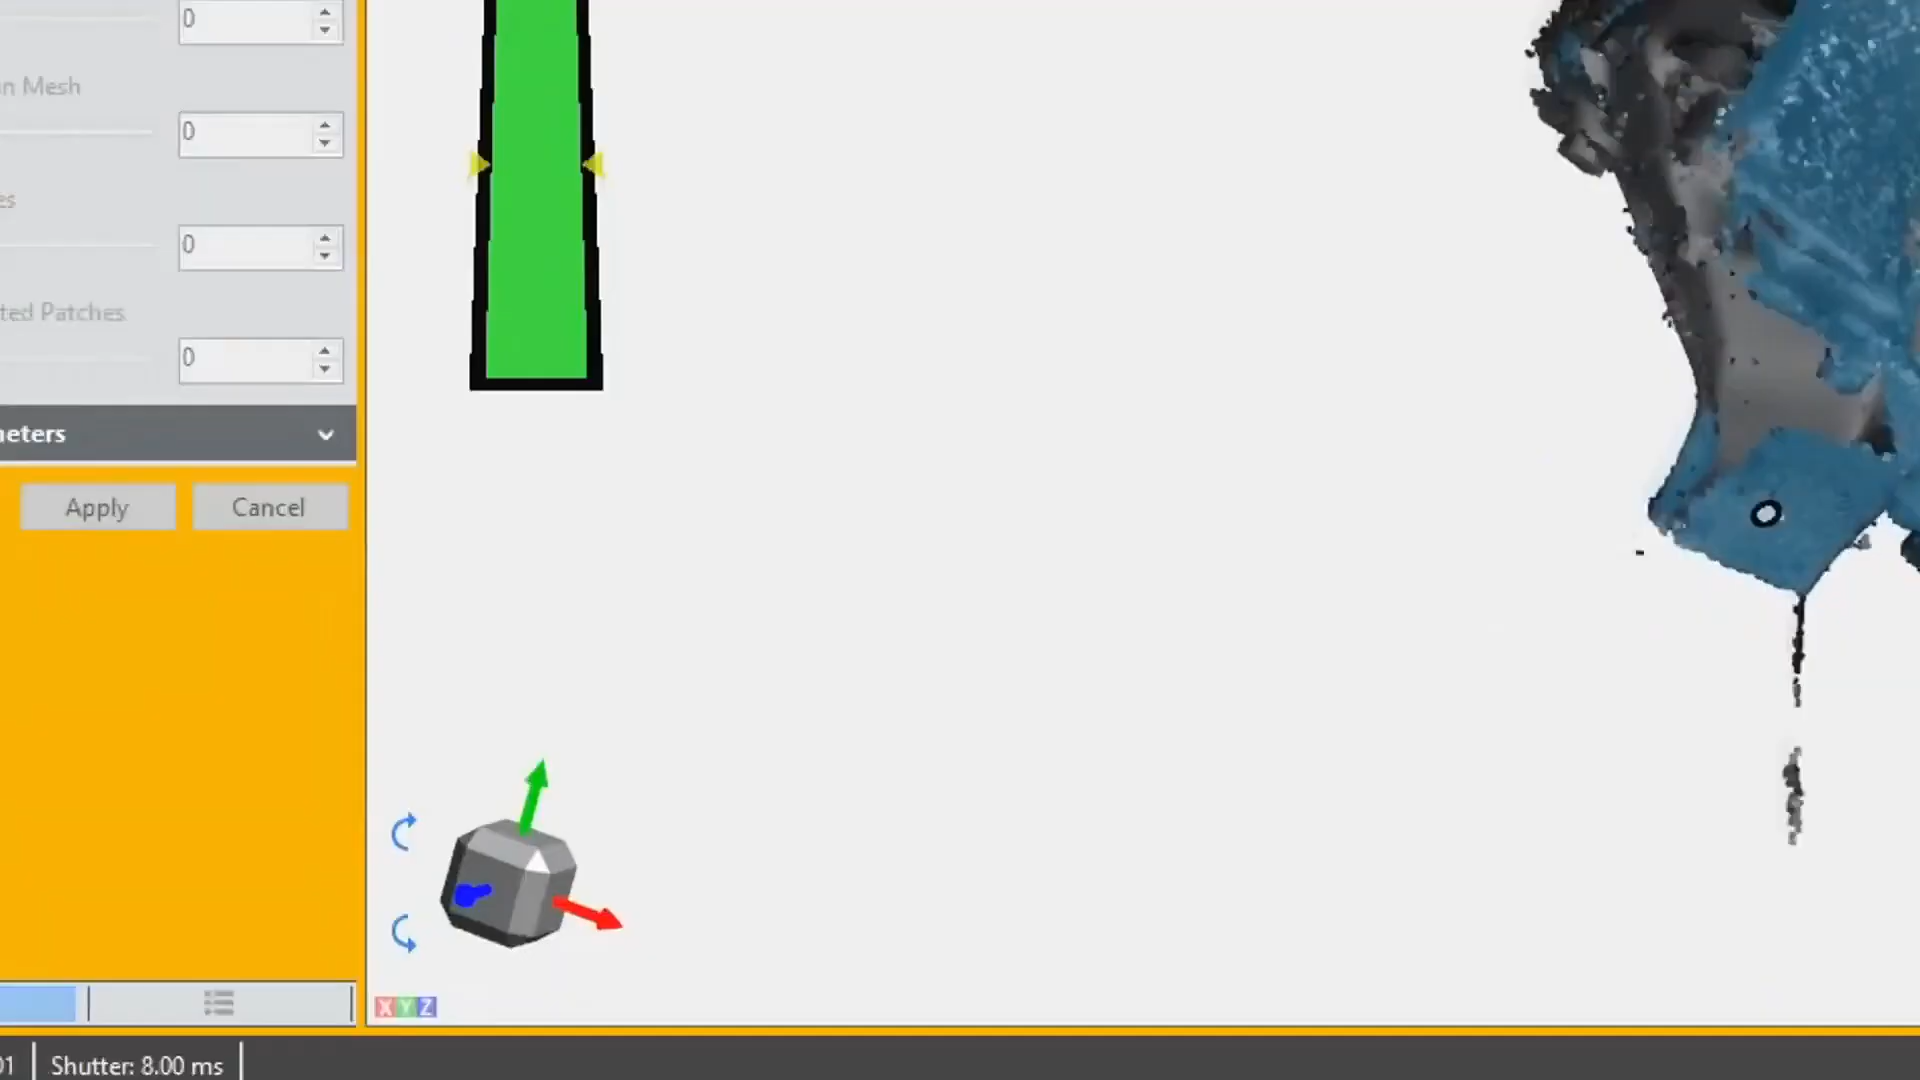 0
n Mesh
0
es
0
ted Patches
0
neters
Apply Cancel
X Y Z
01 Shutter: 8.00 ms